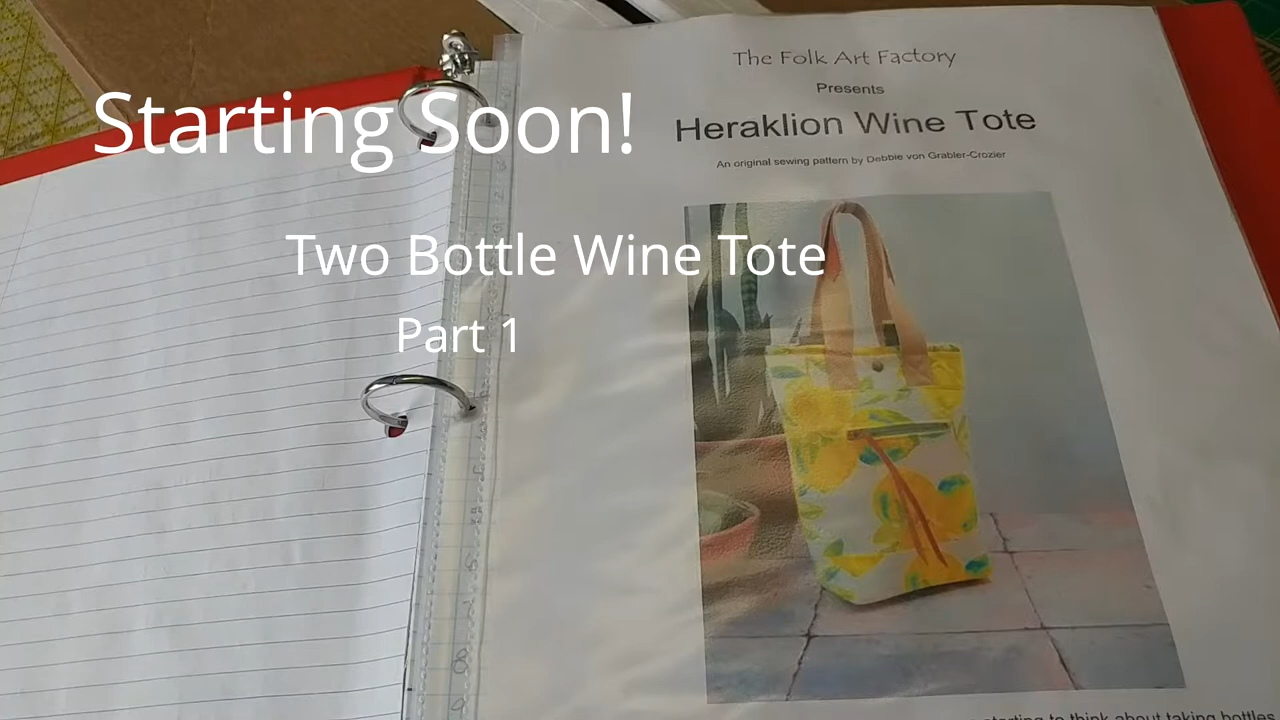 The Folk Art Factory
Presents
Starting Soon!
Heraklion Wine Tote
An original sewing pattern by Debbie von Grabler-Crozier
Two Bottle Wine Tote
Part 1
starting to think about taking bottles